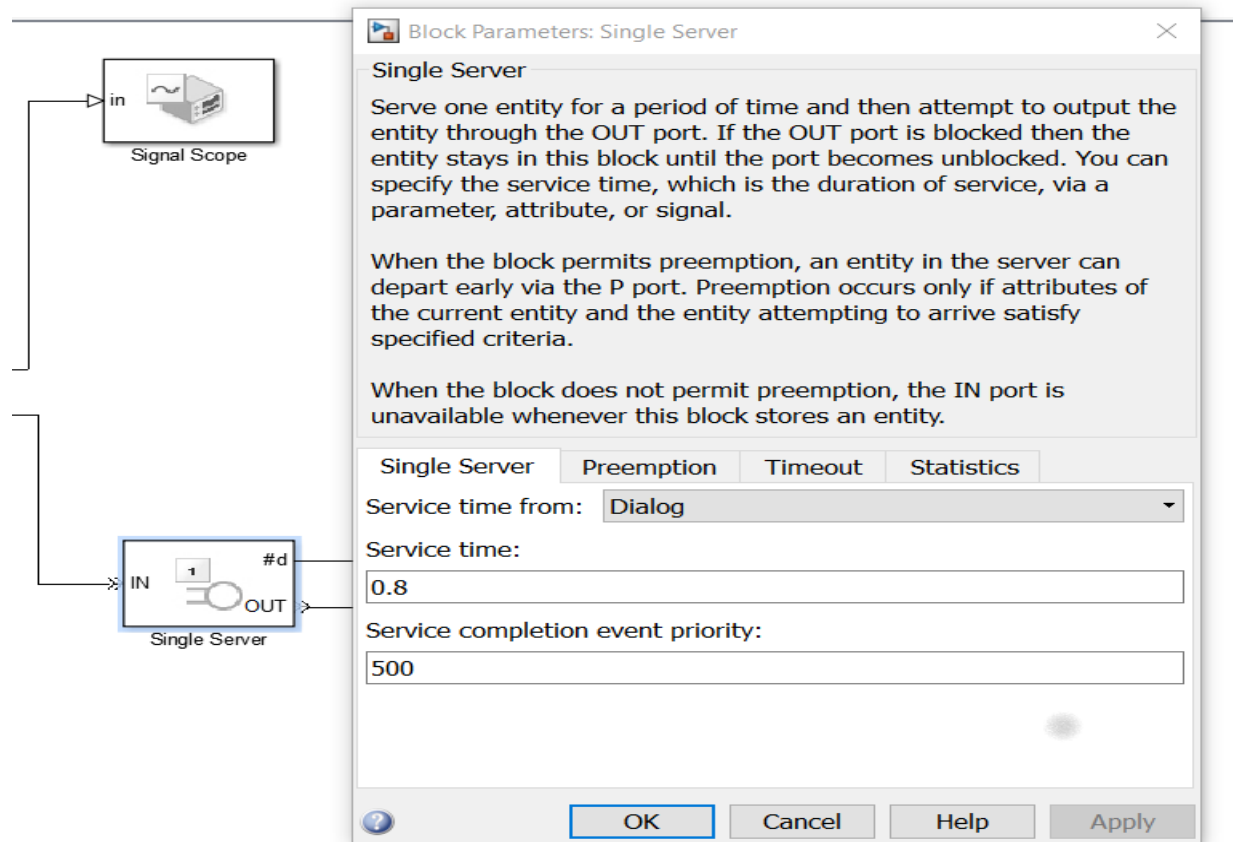 Block Parameters: Single Server
Single Server
Serve one entity for a period of time and then attempt to output the
entity through the OUT port. If the OUT port is blocked then the
entity stays in this block until the port becomes unblocked. You can
specify the service time, which is the duration of service, via a
parameter, attribute, or signal.
When the block permits preemption, an entity in the server can
depart early via the P port. Preemption occurs only if attributes of
the current entity and the entity attempting to arrive satisfy
specified criteria.
When the block does not permit preemption, the IN port is
unavailable whenever this block stores an entity.
Single Server Preemption Timeout Statistics
Service time from: Dialog
Service time:
0.8
Service completion event priority:
500
OK Cancel Help Apply
in
Signal Scope
#d
IN
1
OUT
Single Server